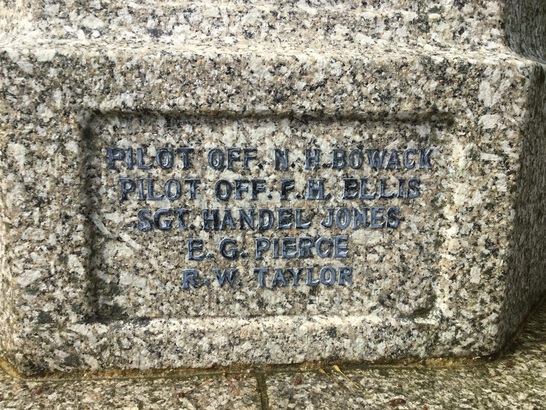 PILOT OFF. N. H. BOWACK
PILOT OFF. F. H. ELLIS
SGT. HANDEL JONES
E. G. PIERCE
R. W. TAYLOR